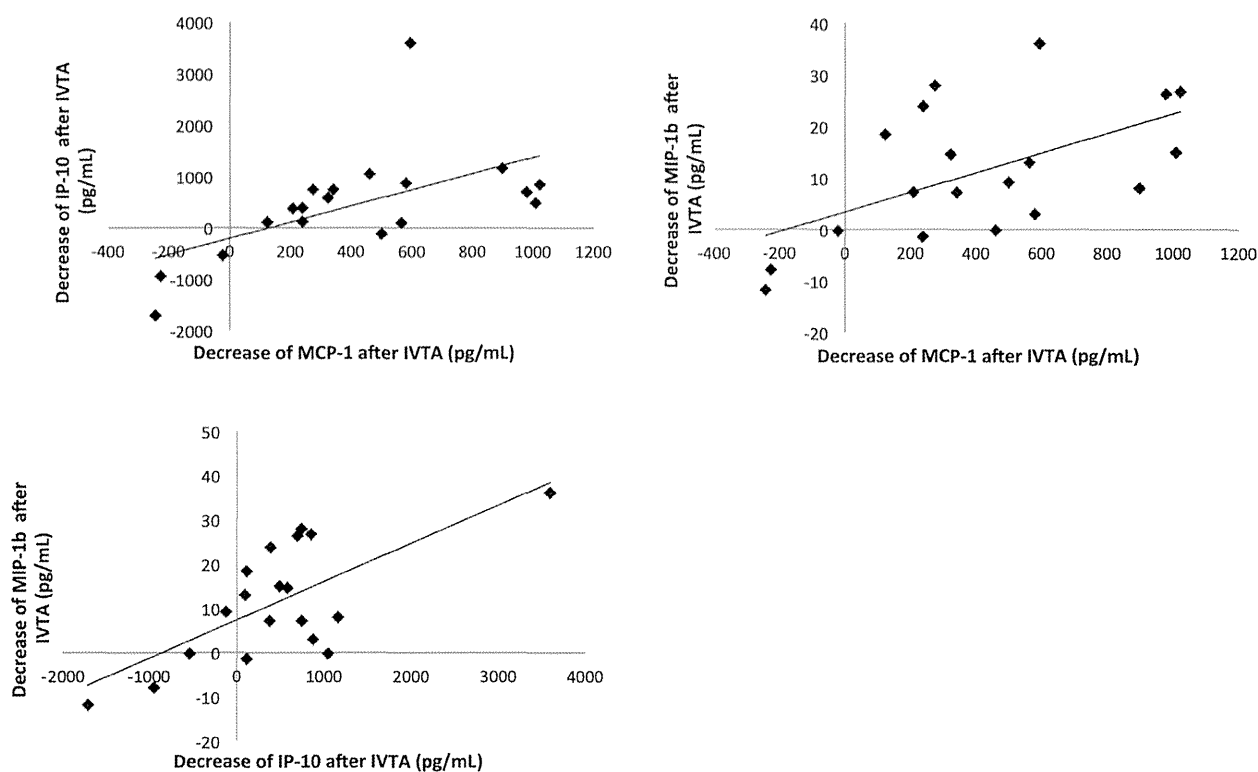 Decrease of IP-10 after IVTA
(pg/mL)
4000
3000
2000
1000
0
-1000
-2000
-400 -200 0 200 400 600 800 1000 1200
Decrease of MCP-1 after IVTA (pg/mL)
Decrease of MIP-1b after
IVTA (pg/mL)
40
30
20
10
0
-10
-20
-400 -200 0 200 400 600 800 1000 1200
Decrease of MCP-1 after IVTA (pg/mL)
Decrease of MIP-1b after
IVTA (pg/mL)
50
40
30
20
10
0
-10
-20
-2000 -1000 0 1000 2000 3000 4000
Decrease of IP-10 after IVTA (pg/mL)